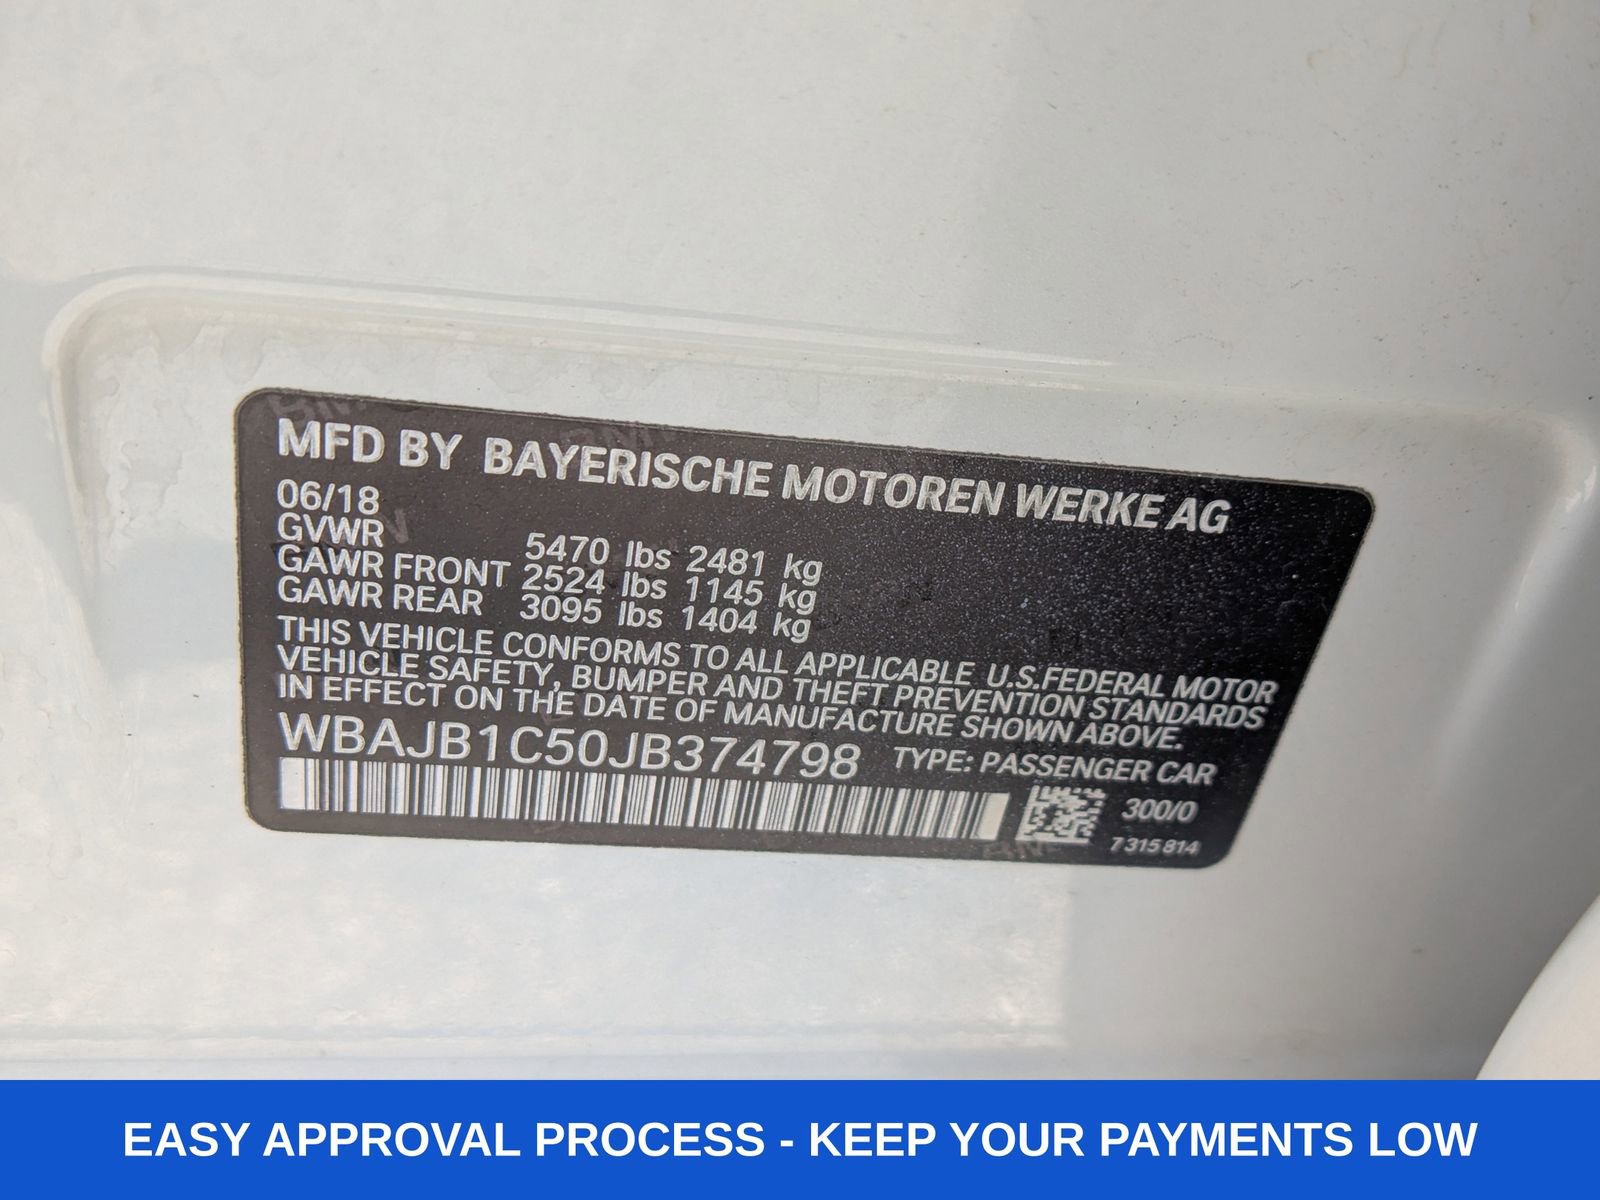 MFD BY BAYERISCHE MOTOREN WERKE AG
06/18
GVWR 5470 lbs 2481 kg
GAWR FRONT 2524 lbs 1145 kg
GAWR REAR 3095 lbs 1404 kg
THIS VEHICLE CONFORMS TO ALL APPLICABLE U.S.FEDERAL MOTOR
VEHICLE SAFETY, BUMPER AND THEFT PREVENTION STANDARDS
IN EFFECT ON THE DATE OF MANUFACTURE SHOWN ABOVE.
WBAJB1C50JB374798 TYPE: PASSENGER CAR
300/0
7 315 814
EASY APPROVAL PROCESS - KEEP YOUR PAYMENTS LOW